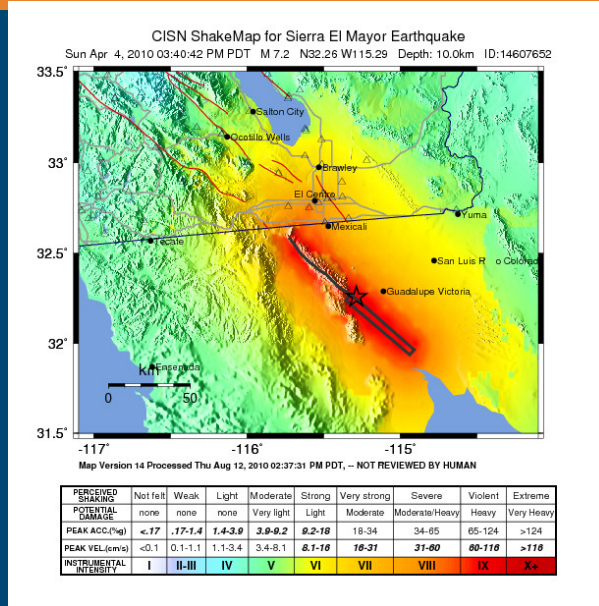 CISN ShakeMap for Sierra El Mayor Earthquake
Sun Apr 4, 2010 03:40:42 PM PDT M 7.2 N32.26 W115.29 Depth: 10.0km ID:14607652
33.5°
Salton City
Ocotillo Wells
33°
Brawley
El Centro
Yuma
Mexicali
Tecate
32.5°
San Luis R o Colorado
Guadalupe Victoria
32°
Ensenada
km
0 50
31.5°
-117° -116° -115°
Map Version 14 Processed Thu Aug 12, 2010 02:37:31 PM PDT, -- NOT REVIEWED BY HUMAN
PERCEIVED SHAKING Not felt Weak Light Moderate Strong Very strong Severe Violent Extreme
POTENTIAL DAMAGE none none none Very light Light Moderate Moderate/Heavy Heavy Very Heavy
PEAK ACC.(%g) <.17 .17-1.4 1.4-3.9 3.9-9.2 9.2-18 18-34 34-65 65-124 >124
PEAK VEL.(cm/s) <0.1 0.1-1.1 1.1-3.4 3.4-8.1 8.1-16 16-31 31-60 60-116 >116
INSTRUMENTAL INTENSITY I II-III IV V VI VII VIII IX X+